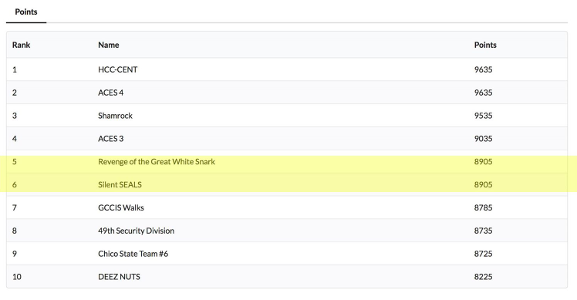 Points
Rank Name Points
1 HCC-CENT 9635
2 ACES 4 9635
3 Shamrock 9535
4 ACES 3 9035
5 Revenge of the Great White Snark 8905
6 Silent SEALS 8905
7 GCCIS Walks 8785
8 49th Security Division 8735
9 Chico State Team #6 8725
10 DEEZ NUTS 8225